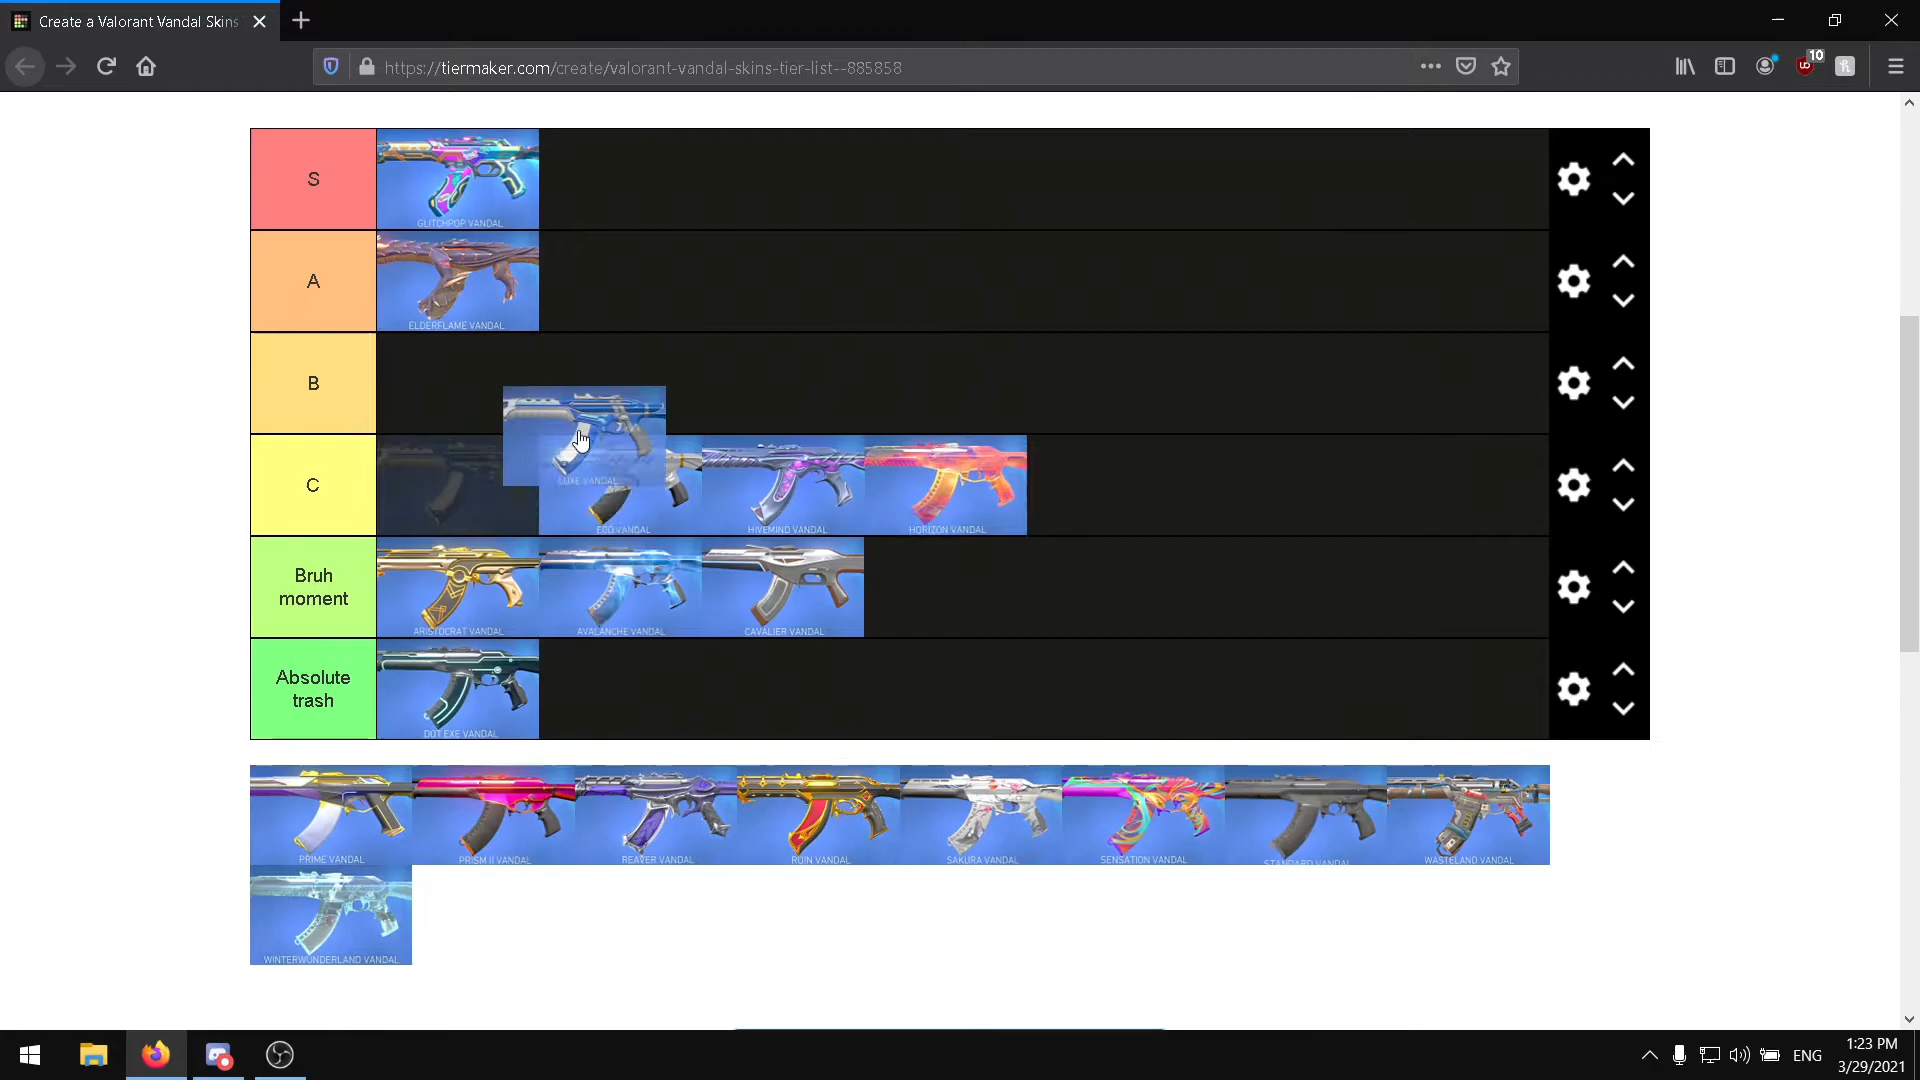 Create a Valorant Vandal Skins
https://tiermaker.com/create/valorant-vandal-skins-tier-list--885858
10
S
GLITCHPOP VANDAL
A
ELDERFLAME VANDAL
B
LUXE VANDAL
C
EGO VANDAL
HIVEMIND VANDAL
HORIZON VANDAL
Bruh
moment
ARISTOCRAT VANDAL
AVALANCHE VANDAL
CAVALIER VANDAL
Absolute
trash
DOT EXE VANDAL
PRIME VANDAL
PRISM II VANDAL
REAVER VANDAL
RUIN VANDAL
SAKURA VANDAL
SENSATION VANDAL
STANDARD VANDAL
WASTELAND VANDAL
WINTERWUNDERLAND VANDAL
ENG
1:23 PM
3/29/2021